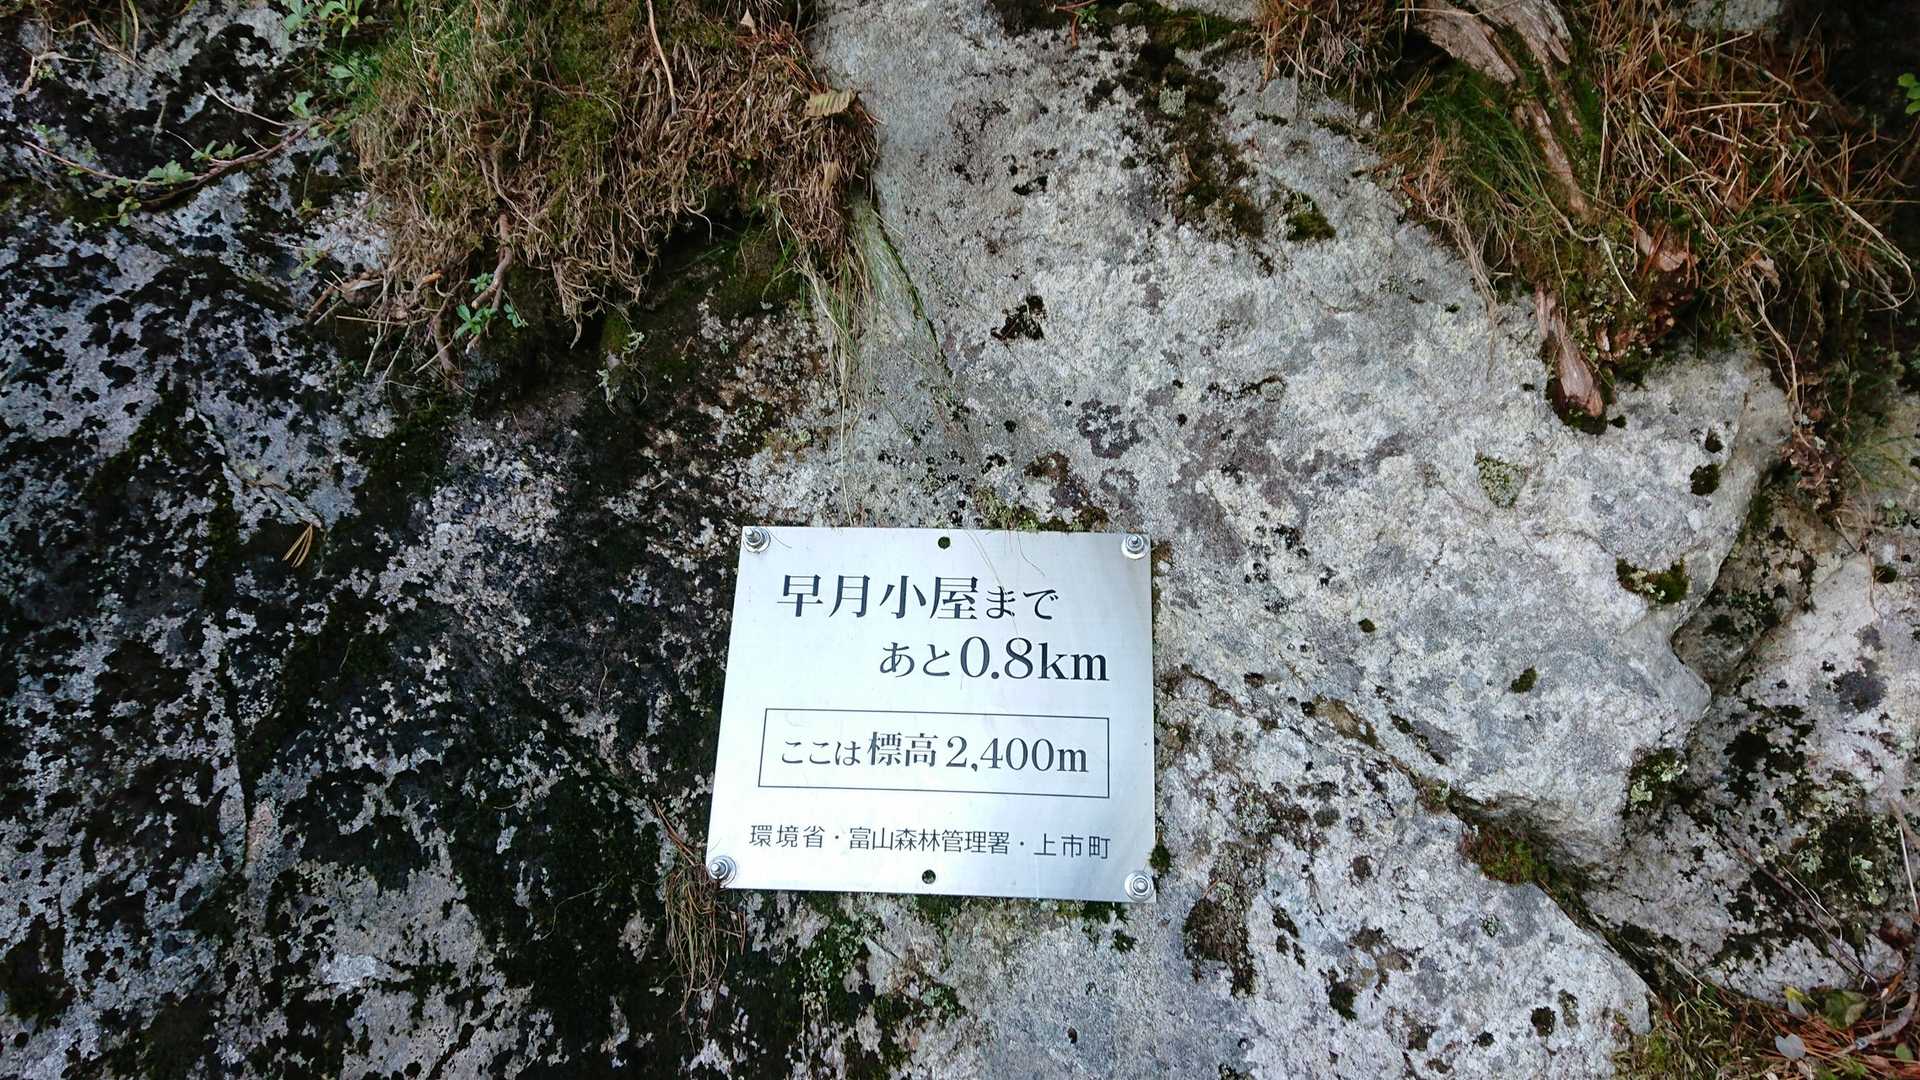 早月小屋まで
あと0.8km
ここは標高2,400m
環境省・富山森林管理署・上市町